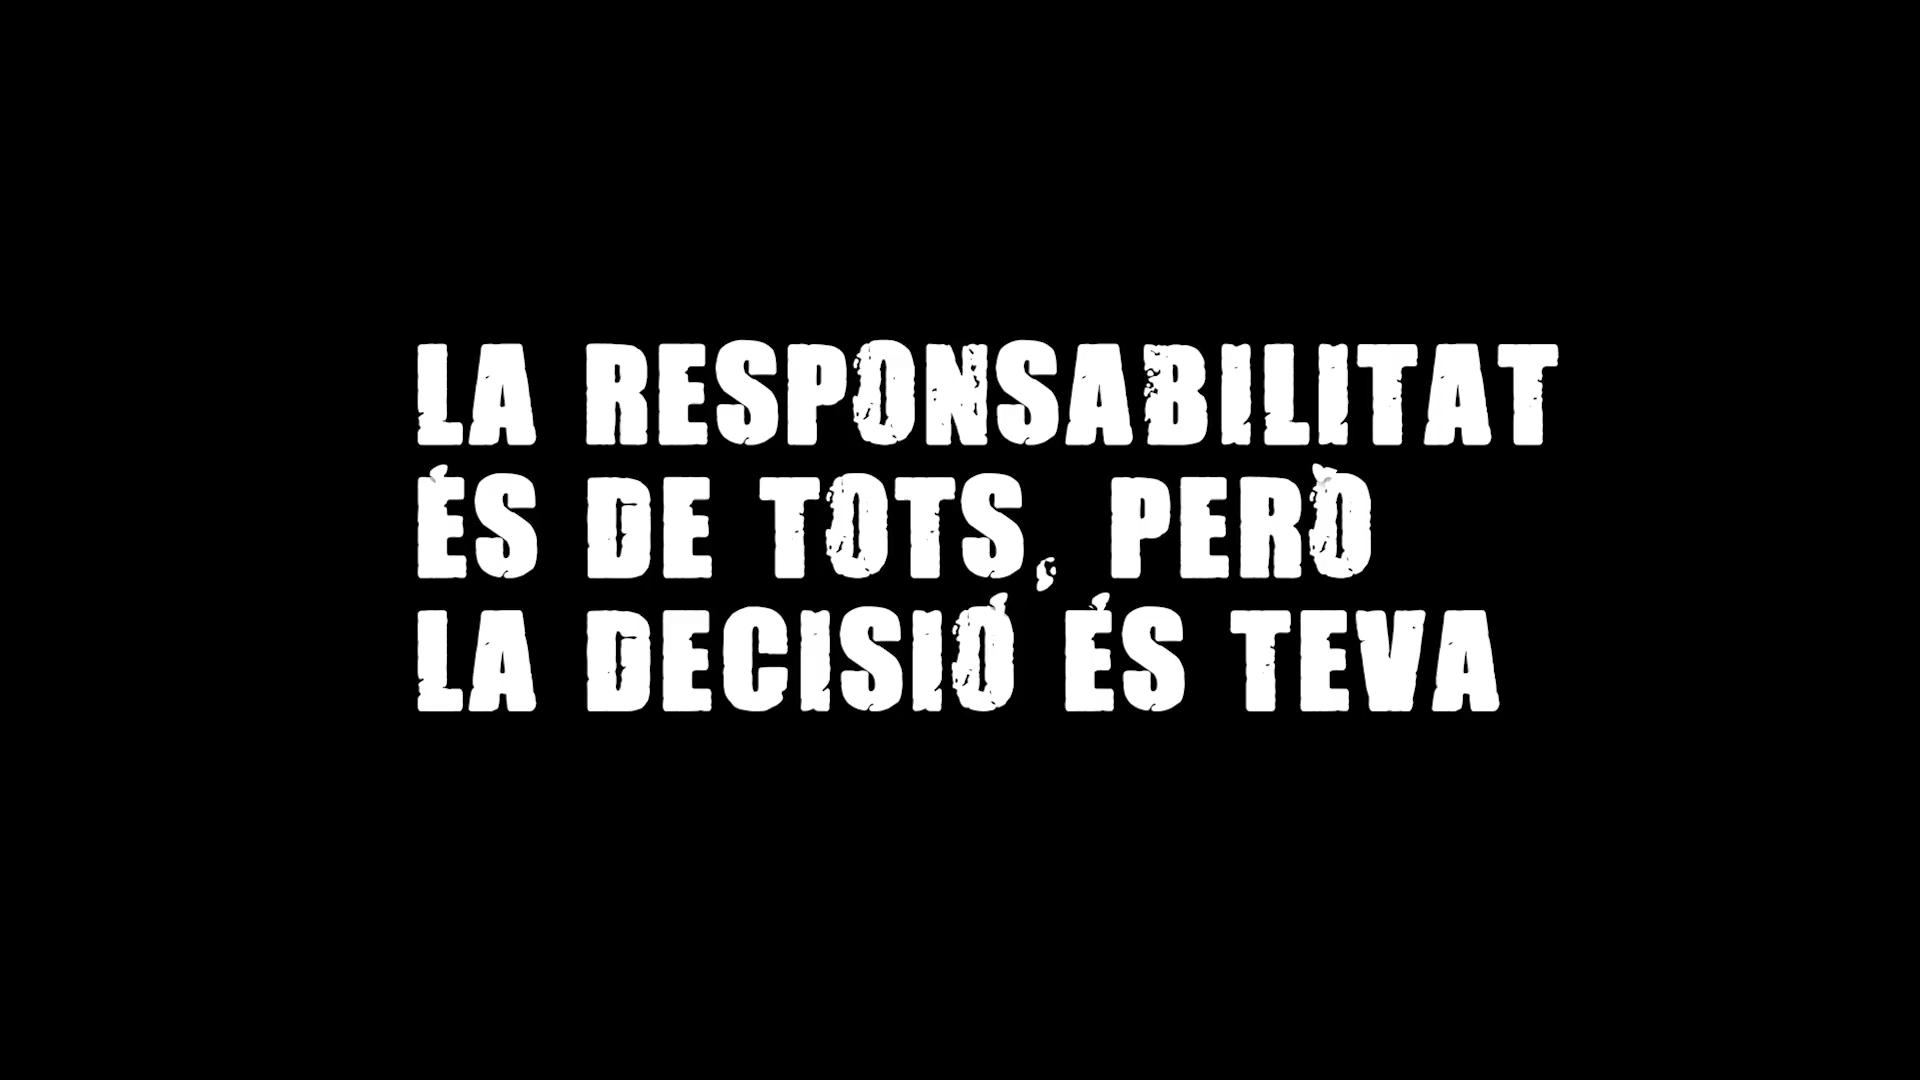 LA RESPONSABILITAT
ÉS DE TOTS, PERÒ
LA DECISIÓ ÉS TEVA